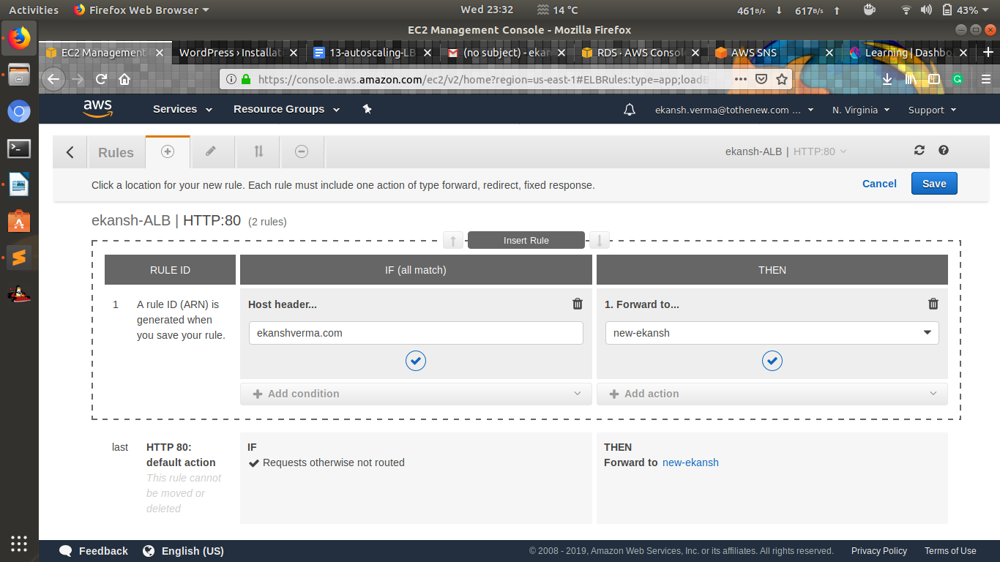 Activities Firefox Web Browser Wed 23:32 14 °C 461B/s 617B/s 43%
EC2 Management Console - Mozilla Firefox
EC2 Management WordPress › Installat 13-autoscaling-LB (no subject) - ekan RDS · AWS Consol AWS SNS Learning | Dashbo
https://console.aws.amazon.com/ec2/v2/home?region=us-east-1#ELBRules:type=app;loadB
aws Services Resource Groups ekansh.verma@tothenew.com ... N. Virginia Support
Rules ekansh-ALB | HTTP:80
Click a location for your new rule. Each rule must include one action of type forward, redirect, fixed response. Cancel Save
ekansh-ALB | HTTP:80 (2 rules)
Insert Rule
RULE ID IF (all match) THEN
1 A rule ID (ARN) is Host header... 1. Forward to...
generated when
you save your rule. ekanshverma.com new-ekansh
Add condition Add action
last HTTP 80: IF THEN
default action Requests otherwise not routed Forward to new-ekansh
This rule cannot
be moved or
deleted
Feedback English (US) © 2008 - 2019, Amazon Web Services, Inc. or its affiliates. All rights reserved. Privacy Policy Terms of Use